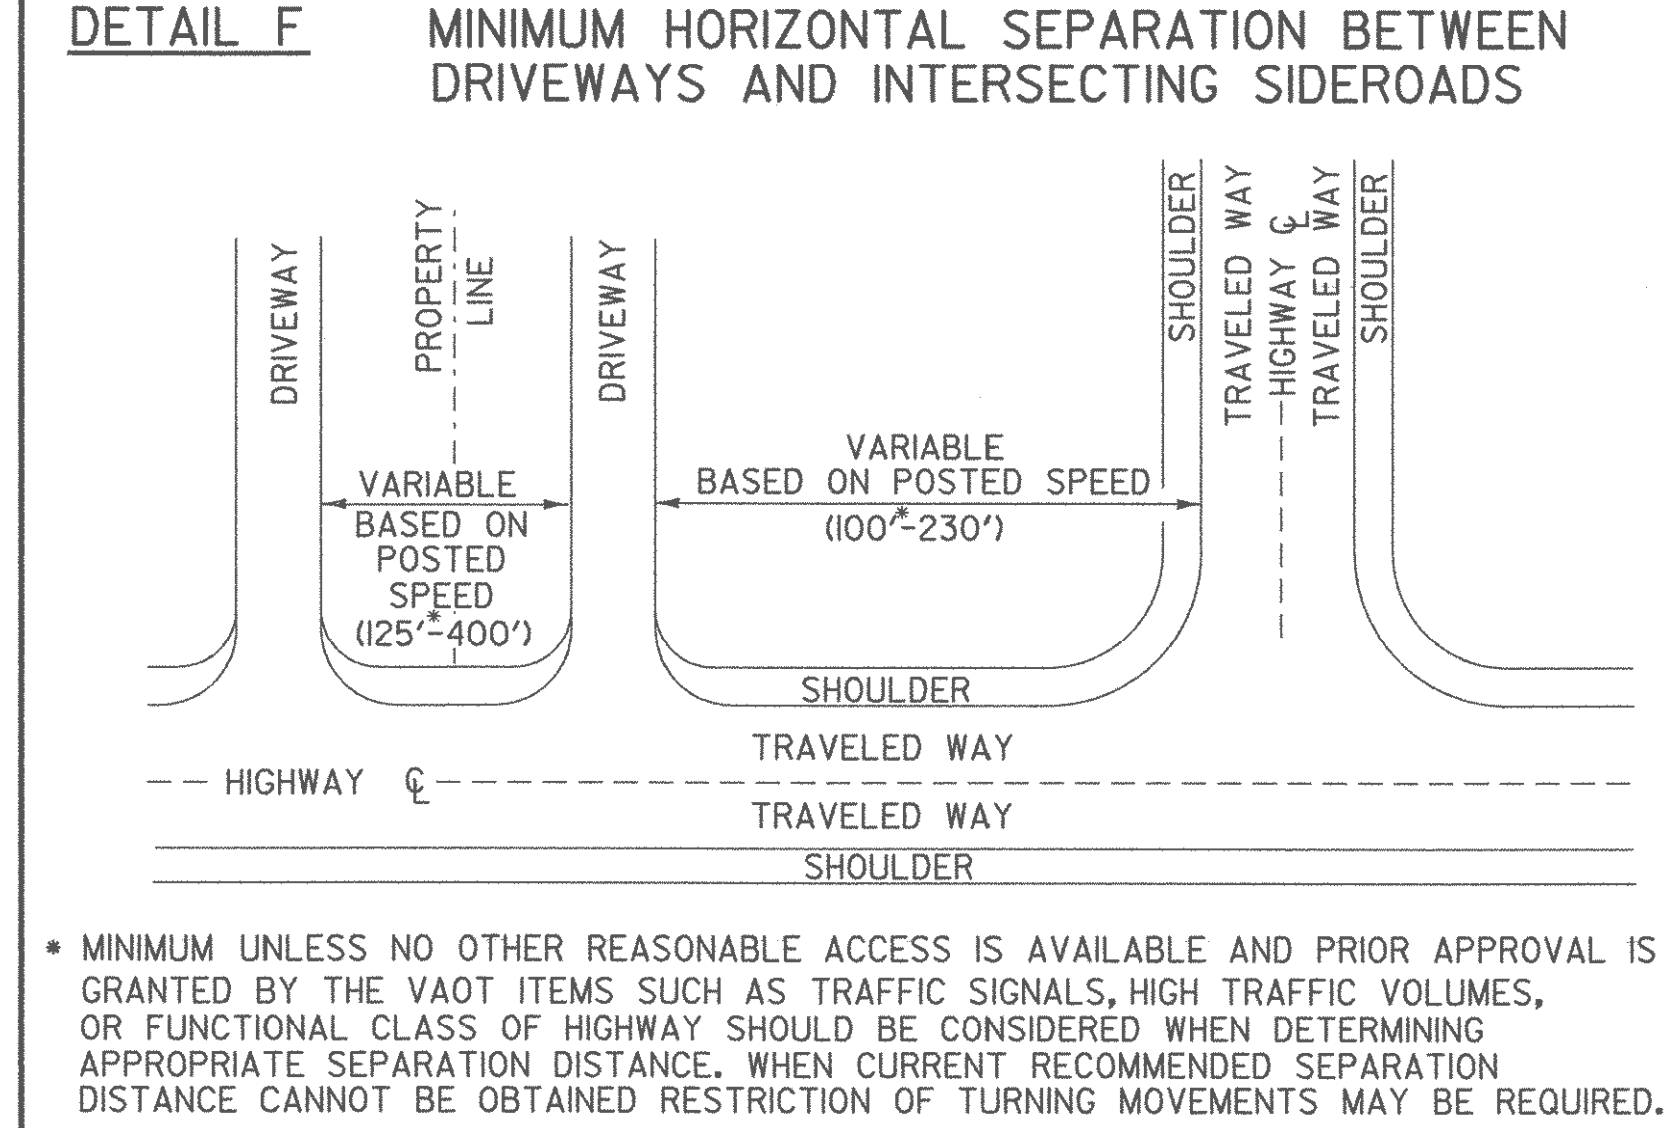 DETAIL F
MINIMUM HORIZONTAL SEPARATION BETWEEN
DRIVEWAYS AND INTERSECTING SIDEROADS
DRIVEWAY
PROPERTY
LINE
DRIVEWAY
SHOULDER
TRAVELED WAY
HIGHWAY ℄
TRAVELED WAY
SHOULDER
VARIABLE
BASED ON
POSTED
SPEED
(125'*-400')
VARIABLE
BASED ON POSTED SPEED
(100'*-230')
SHOULDER
TRAVELED WAY
HIGHWAY ℄
TRAVELED WAY
SHOULDER
* MINIMUM UNLESS NO OTHER REASONABLE ACCESS IS AVAILABLE AND PRIOR APPROVAL IS
GRANTED BY THE VAOT ITEMS SUCH AS TRAFFIC SIGNALS, HIGH TRAFFIC VOLUMES,
OR FUNCTIONAL CLASS OF HIGHWAY SHOULD BE CONSIDERED WHEN DETERMINING
APPROPRIATE SEPARATION DISTANCE. WHEN CURRENT RECOMMENDED SEPARATION
DISTANCE CANNOT BE OBTAINED RESTRICTION OF TURNING MOVEMENTS MAY BE REQUIRED.